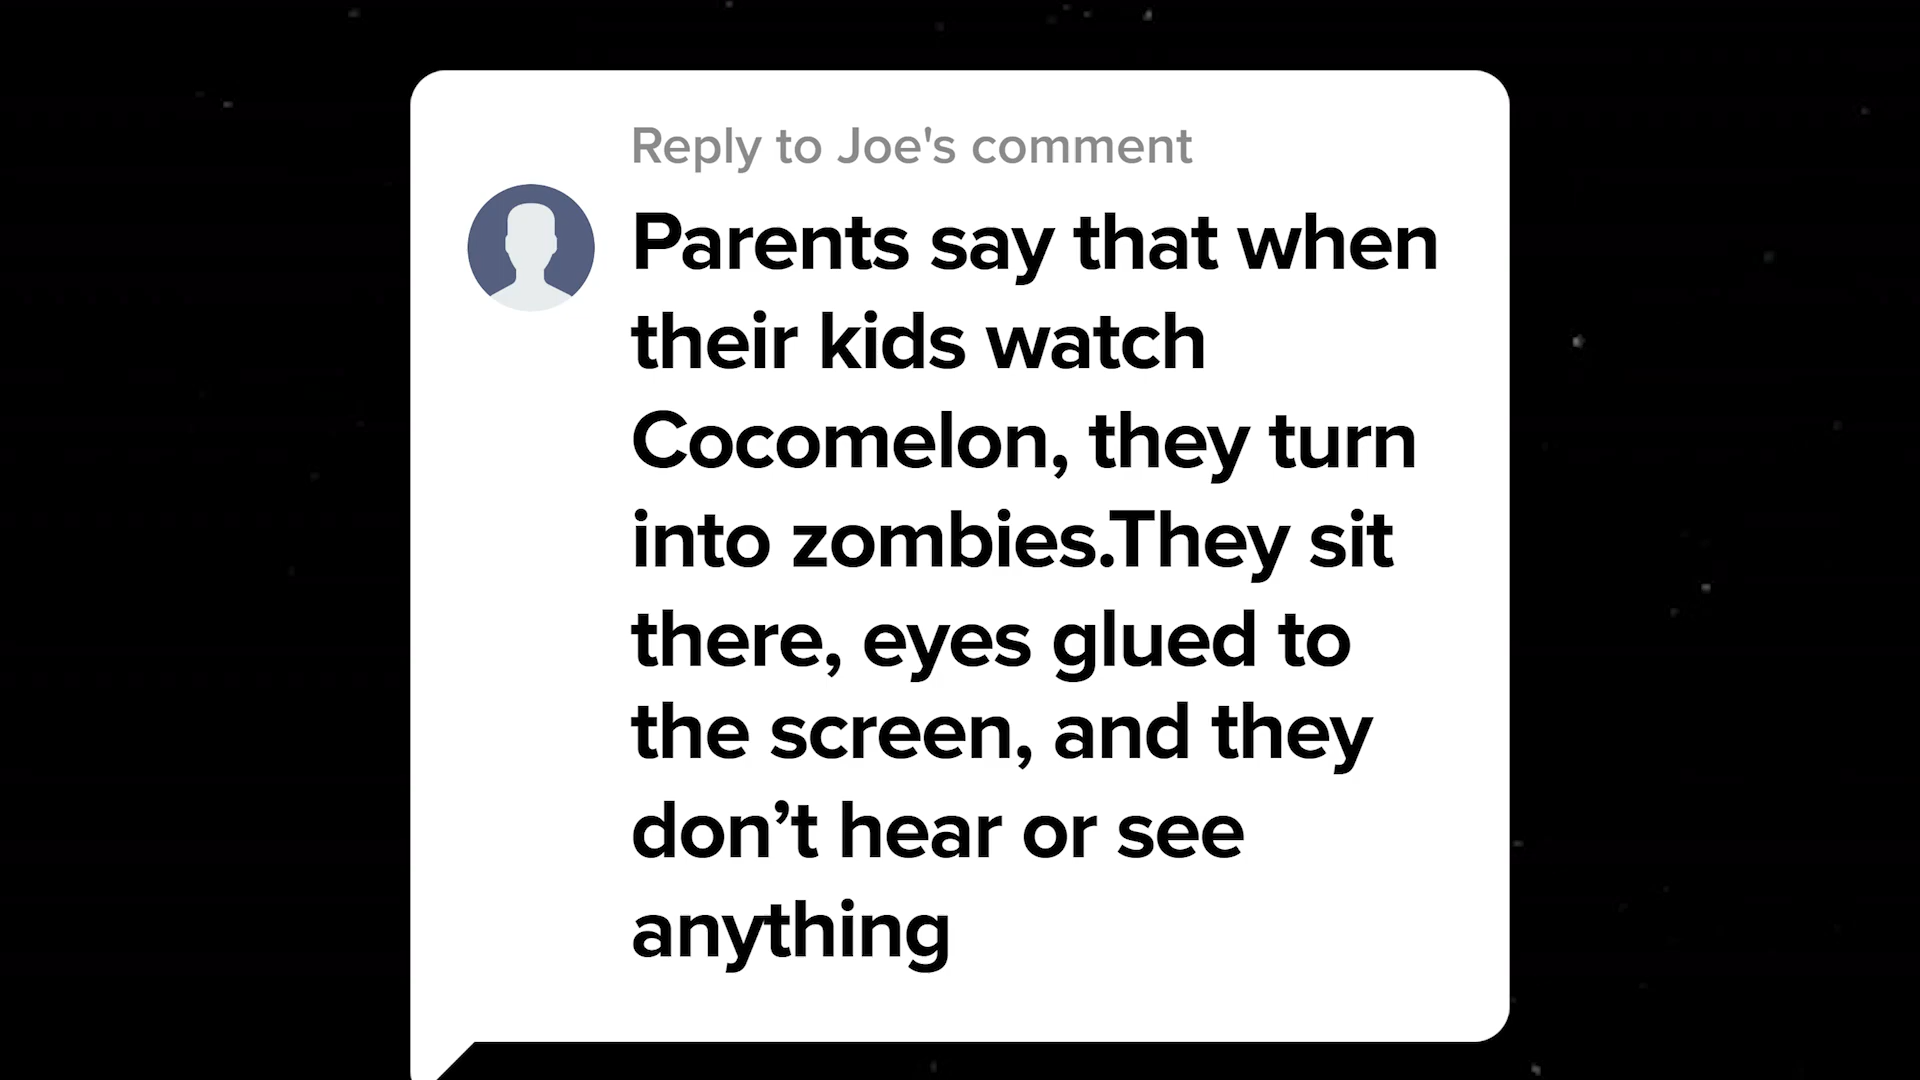 Reply to Joe's comment
Parents say that when
their kids watch
Cocomelon, they turn
into zombies.They sit
there, eyes glued to
the screen, and they
don’t hear or see
anything